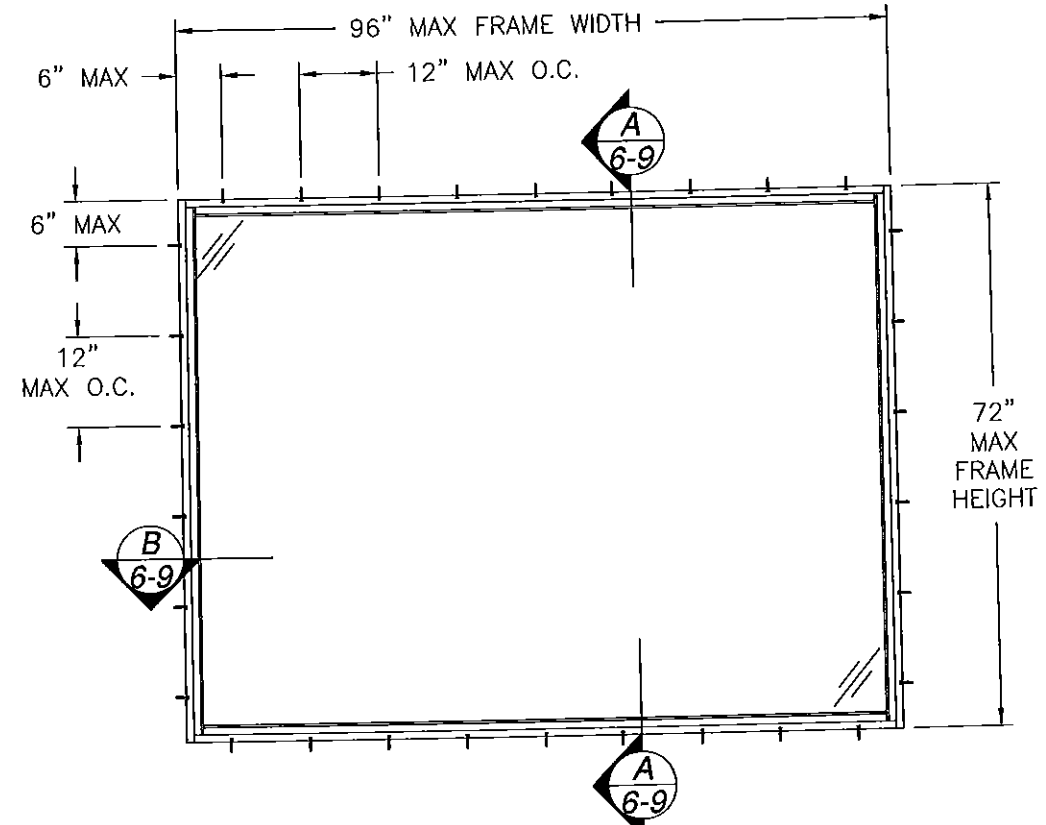 96" MAX FRAME WIDTH
6" MAX
12" MAX O.C.
A
6-9
6" MAX
12"
MAX O.C.
72"
MAX
FRAME
HEIGHT
B
6-9
A
6-9